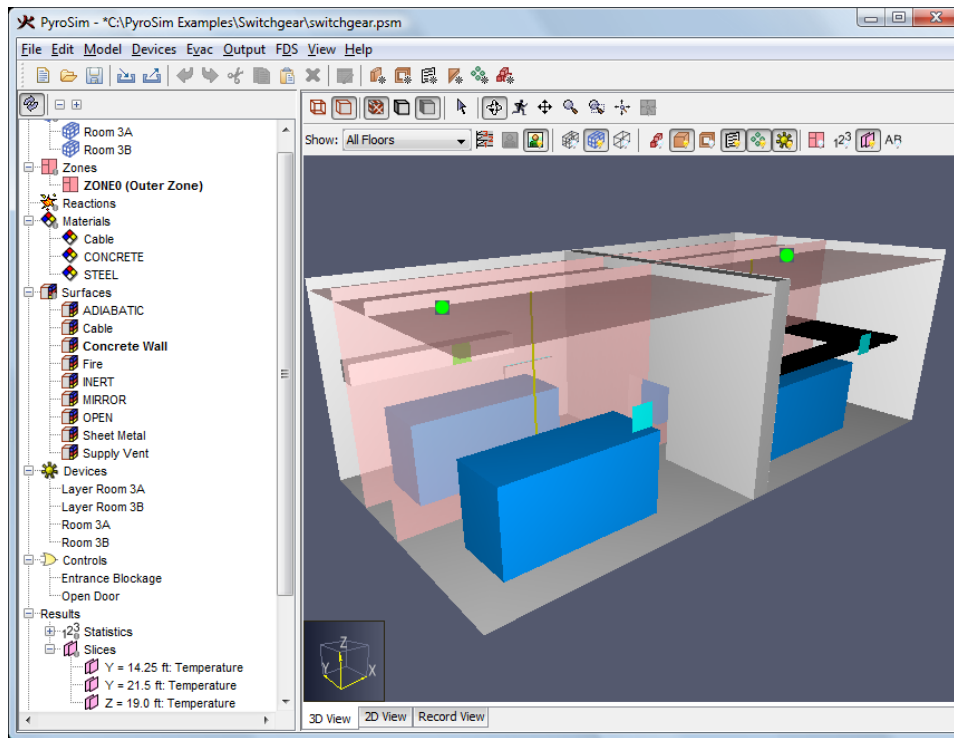 PyroSim - *C:\PyroSim Examples\Switchgear\switchgear.psm
File Edit Model Devices Evac Output FDS View Help
Show: All Floors
123
AB
Room 3A
Room 3B
Zones
ZONE0 (Outer Zone)
Reactions
Materials
Cable
CONCRETE
STEEL
Surfaces
ADIABATIC
Cable
Concrete Wall
Fire
INERT
MIRROR
OPEN
Sheet Metal
Supply Vent
Devices
Layer Room 3A
Layer Room 3B
Room 3A
Room 3B
Controls
Entrance Blockage
Open Door
Results
123 Statistics
Slices
Y = 14.25 ft: Temperature
Y = 21.5 ft: Temperature
Z = 19.0 ft: Temperature
Z
Y
X
3D View 2D View Record View